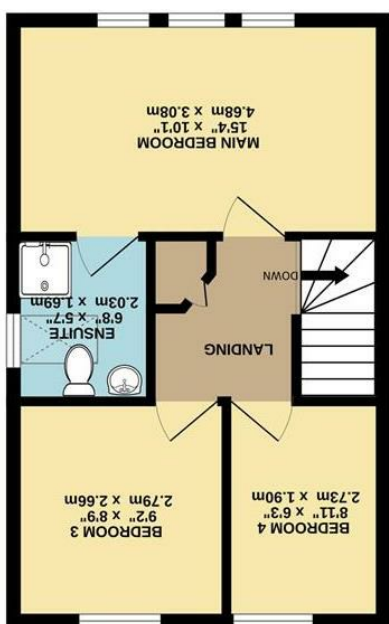 BEDROOM 4
8'11" x 6'3"
2.73m x 1.90m
BEDROOM 3
9'2" x 8'9"
2.79m x 2.66m
LANDING
ENSUITE
6'8" x 5'7"
2.03m x 1.69m
DOWN
MAIN BEDROOM
15'4" x 10'1"
4.68m x 3.08m